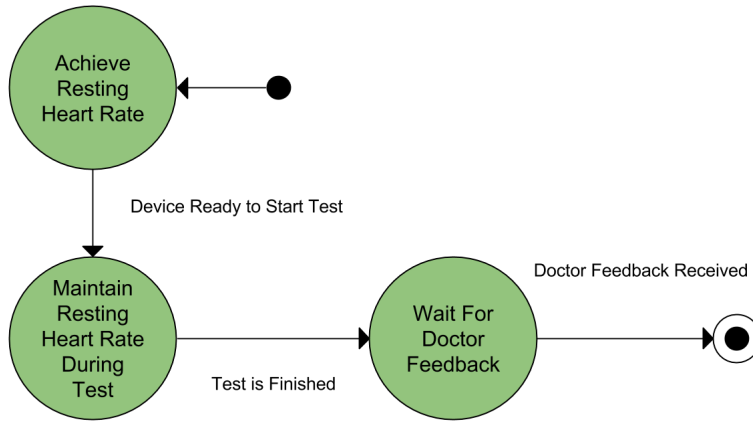 Achieve
Resting
Heart Rate
Device Ready to Start Test
Maintain
Resting
Heart Rate
During
Test
Test is Finished
Wait For
Doctor
Feedback
Doctor Feedback Received